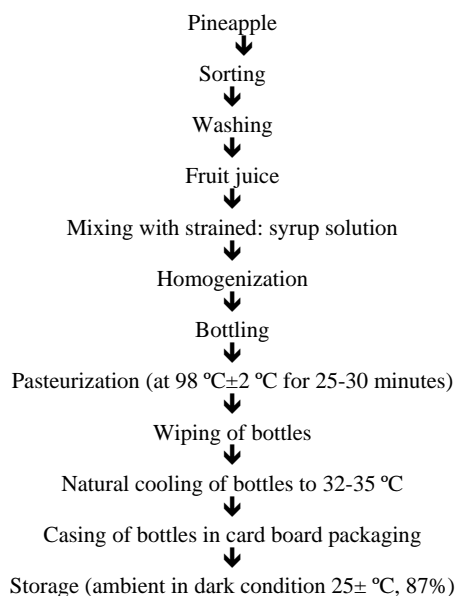 Pineapple
Sorting
Washing
Fruit juice
Mixing with strained: syrup solution
Homogenization
Bottling
Pasteurization (at 98 ºC±2 ºC for 25-30 minutes)
Wiping of bottles
Natural cooling of bottles to 32-35 ºC
Casing of bottles in card board packaging
Storage (ambient in dark condition 25± ºC, 87%)